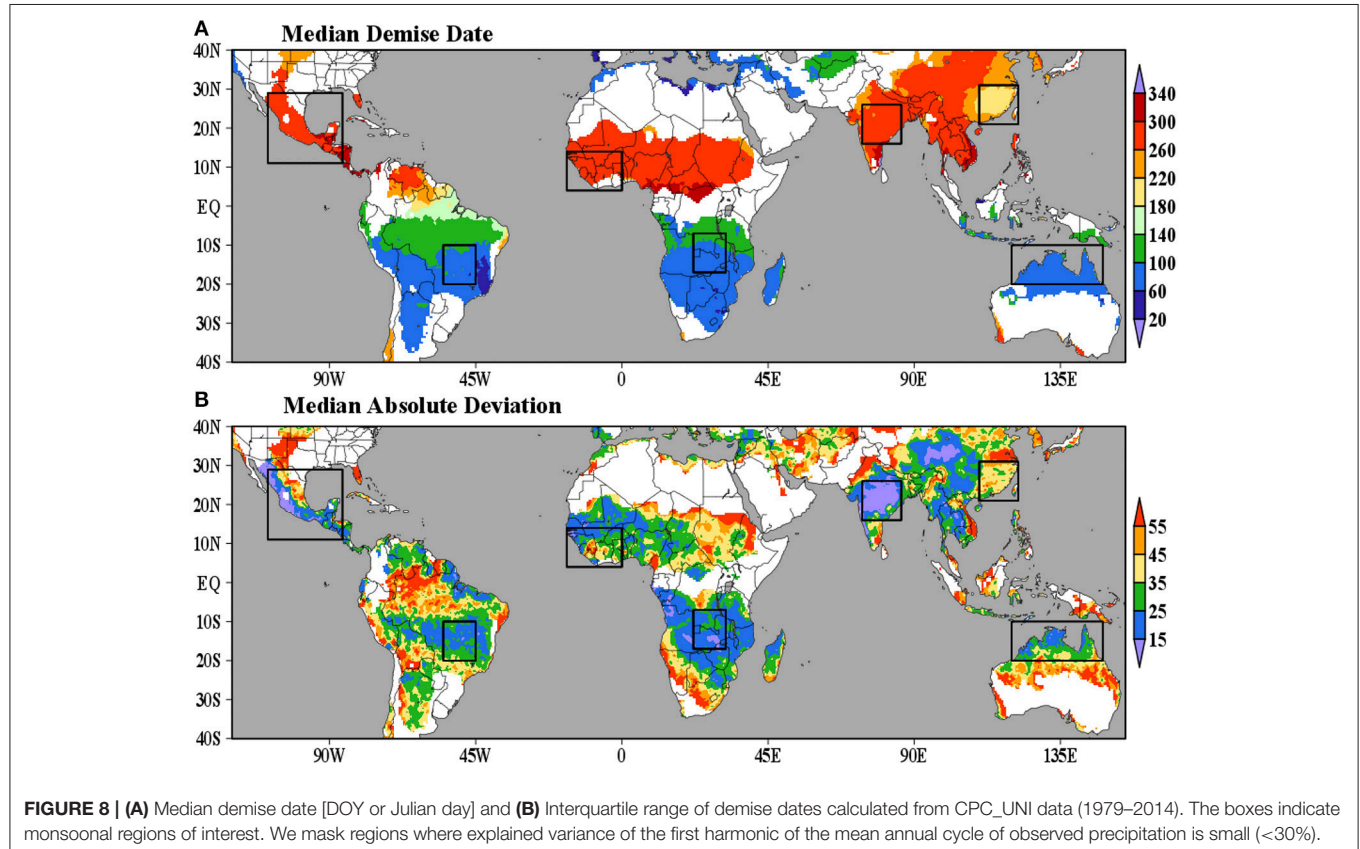 A
Median Demise Date
40N
30N
20N
10N
EQ
10S
20S
30S
40S
340
300
260
220
180
140
100
60
20
90W 45W 0 45E 90E 135E
B
Median Absolute Deviation
40N
30N
20N
10N
EQ
10S
20S
30S
40S
55
45
35
25
15
90W 45W 0 45E 90E 135E
FIGURE 8 | (A) Median demise date [DOY or Julian day] and (B) Interquartile range of demise dates calculated from CPC_UNI data (1979–2014). The boxes indicate
monsoonal regions of interest. We mask regions where explained variance of the first harmonic of the mean annual cycle of observed precipitation is small (<30%).